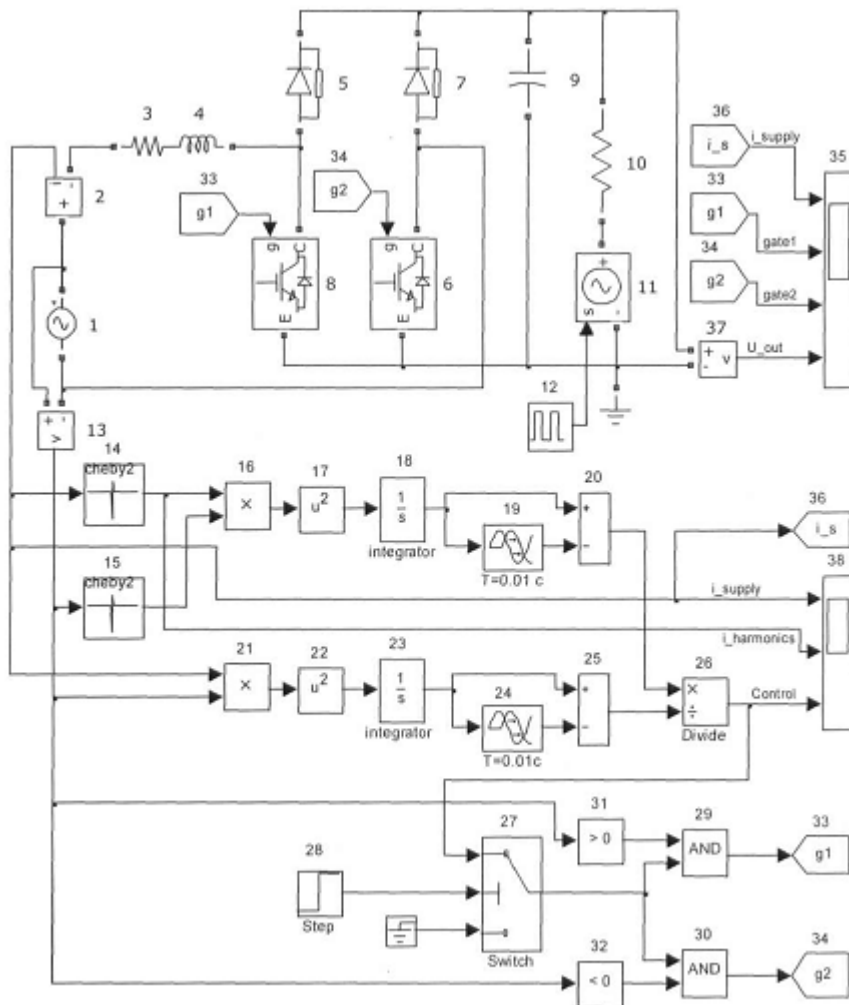 5
7
9
36
i_s
i_supply
35
3
4
10
34
33
g2
g1
33
g1
gate1
2
+
-
g
C
E
8
g
C
E
6
+
s
-
11
34
g2
gate2
1
37
+
-
v
U_out
12
+
-
v
13
14
cheby2
16
×
17
u²
18
1
s
integrator
19
T=0.01 c
20
+
-
36
i_s
15
cheby2
38
i_supply
i_harmonics
21
×
22
u²
23
1
s
integrator
24
T=0.01c
25
+
-
26
×
÷
Divide
Control
31
> 0
29
AND
33
g1
27
28
Step
Switch
32
< 0
30
AND
34
g2